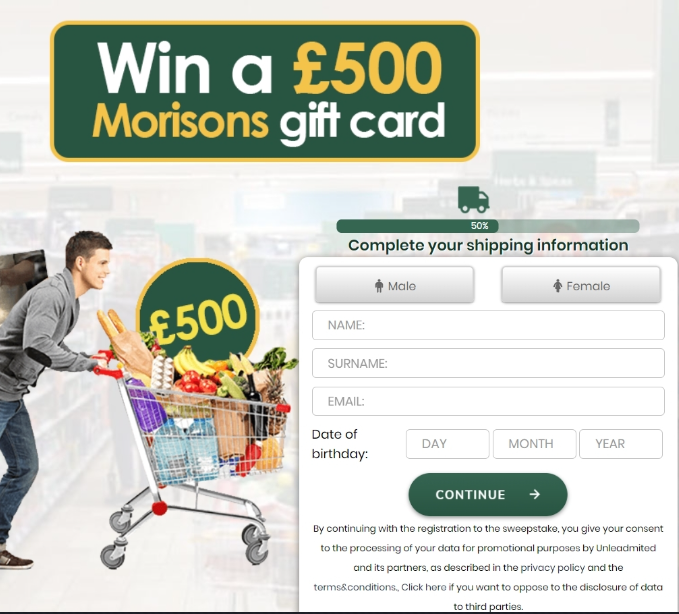 Win a £500
Morisons gift card
50%
Complete your shipping information
Male
Female
£500
NAME:
SURNAME:
EMAIL:
Date of
birthday:
DAY
MONTH
YEAR
CONTINUE →
By continuing with the registration to the sweepstake, you give your consent
to the processing of your data for promotional purposes by Unleadmited
and its partners, as described in the privacy policy and the
terms&conditions,, Click here if you want to oppose to the disclosure of data
to third parties.